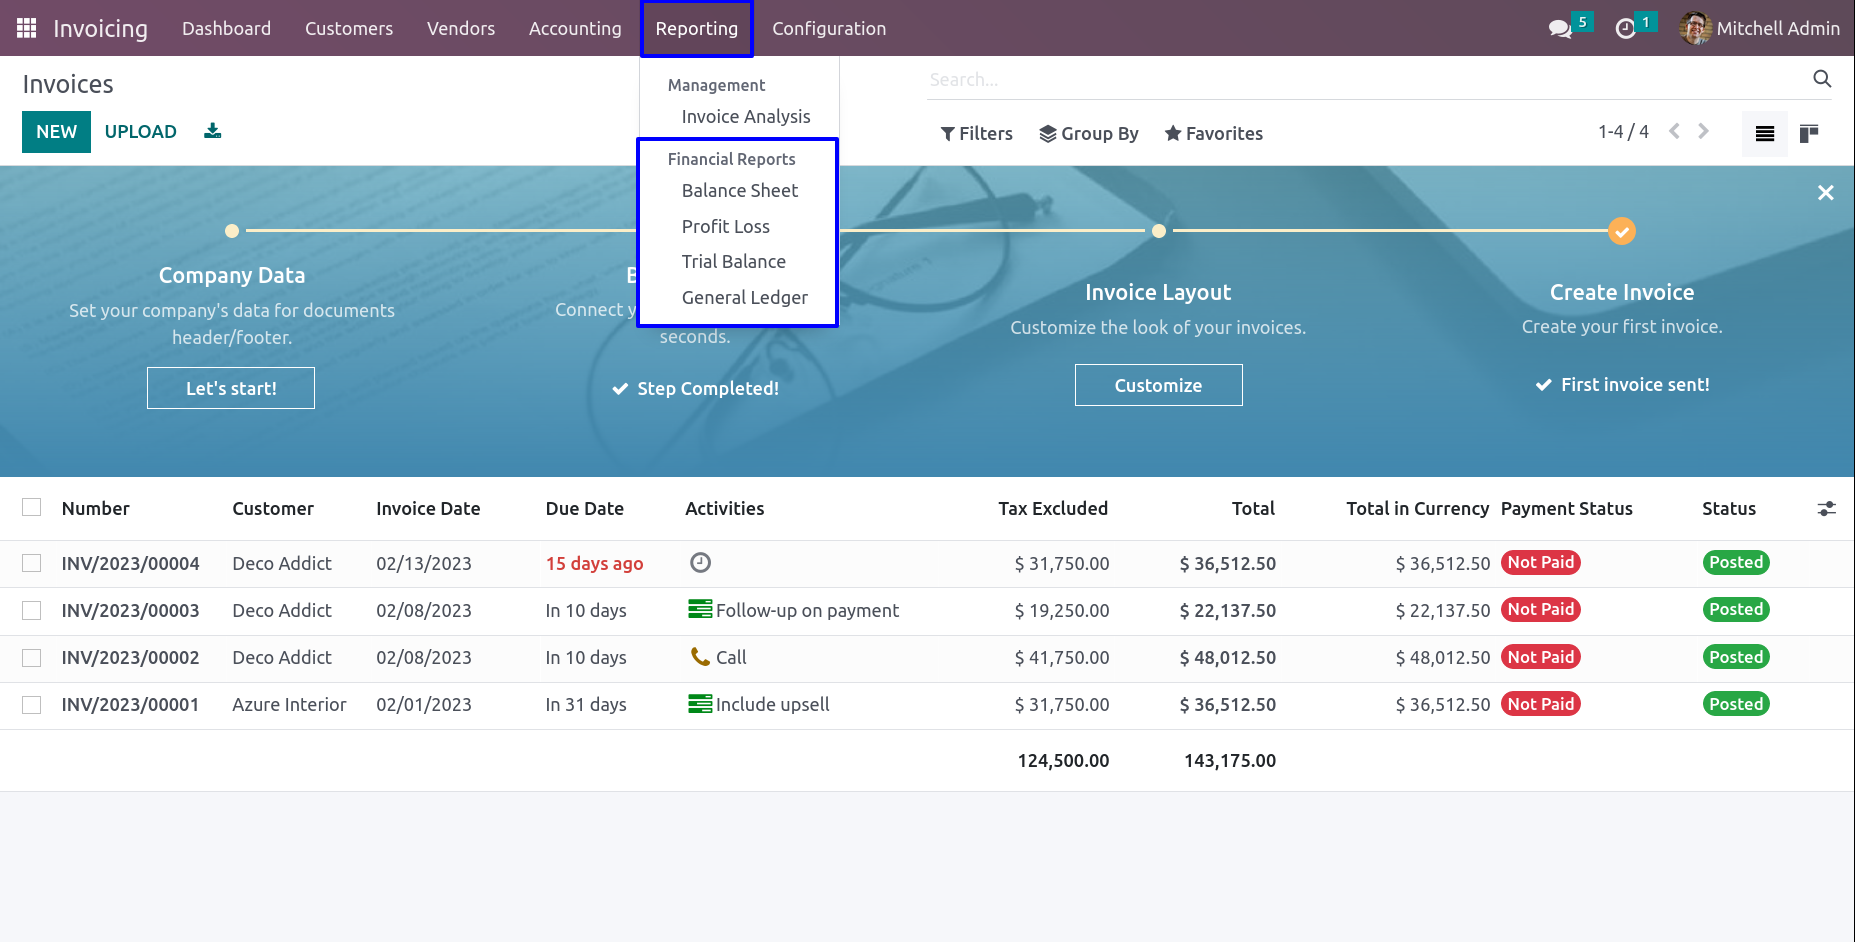 Invoicing Dashboard Customers Vendors Accounting Reporting Configuration 5 1 Mitchell Admin
Invoices
Search...
NEW UPLOAD
Filters Group By Favorites 1-4 / 4
Management
Invoice Analysis
Financial Reports
Balance Sheet
Profit Loss
Trial Balance
General Ledger
Company Data
Set your company's data for documents
header/footer.
Let's start!
B
Connect y
seconds.
Step Completed!
Invoice Layout
Customize the look of your invoices.
Customize
Create Invoice
Create your first invoice.
First invoice sent!
Number Customer Invoice Date Due Date Activities Tax Excluded Total Total in Currency Payment Status Status
INV/2023/00004 Deco Addict 02/13/2023 15 days ago $ 31,750.00 $ 36,512.50 $ 36,512.50 Not Paid Posted
INV/2023/00003 Deco Addict 02/08/2023 In 10 days Follow-up on payment $ 19,250.00 $ 22,137.50 $ 22,137.50 Not Paid Posted
INV/2023/00002 Deco Addict 02/08/2023 In 10 days Call $ 41,750.00 $ 48,012.50 $ 48,012.50 Not Paid Posted
INV/2023/00001 Azure Interior 02/01/2023 In 31 days Include upsell $ 31,750.00 $ 36,512.50 $ 36,512.50 Not Paid Posted
124,500.00 143,175.00